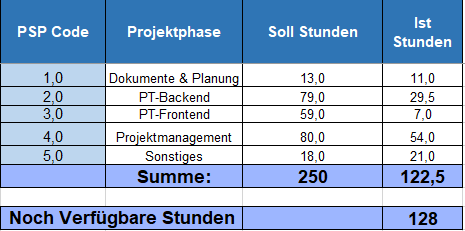 PSP Code Projektphase Soll Stunden Ist Stunden
1,0 Dokumente & Planung 13,0 11,0
2,0 PT-Backend 79,0 29,5
3,0 PT-Frontend 59,0 7,0
4,0 Projektmanagement 80,0 54,0
5,0 Sonstiges 18,0 21,0
Summe: 250 122,5
Noch Verfügbare Stunden 128